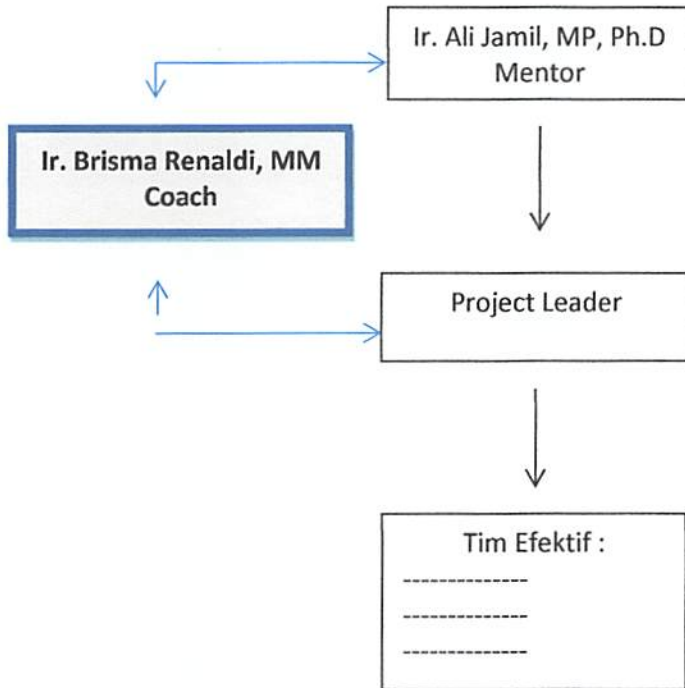 Ir. Ali Jamil, MP, Ph.D
Mentor
Ir. Brisma Renaldi, MM
Coach
Project Leader
Tim Efektif :
--------------
--------------
--------------